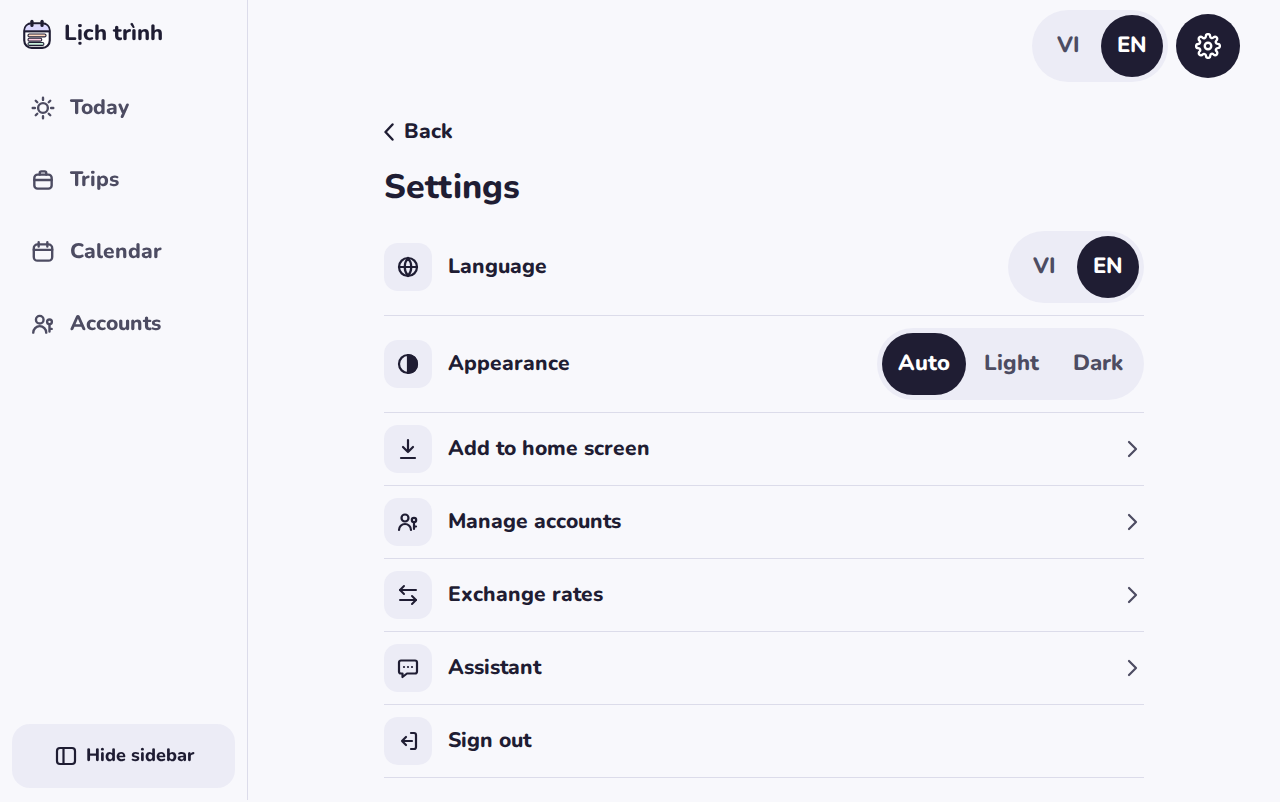 Lịch trình
VI EN
Today
Trips
Calendar
Accounts
Hide sidebar
Back
Settings
Language
VI EN
Appearance
Auto Light Dark
Add to home screen
Manage accounts
Exchange rates
Assistant
Sign out